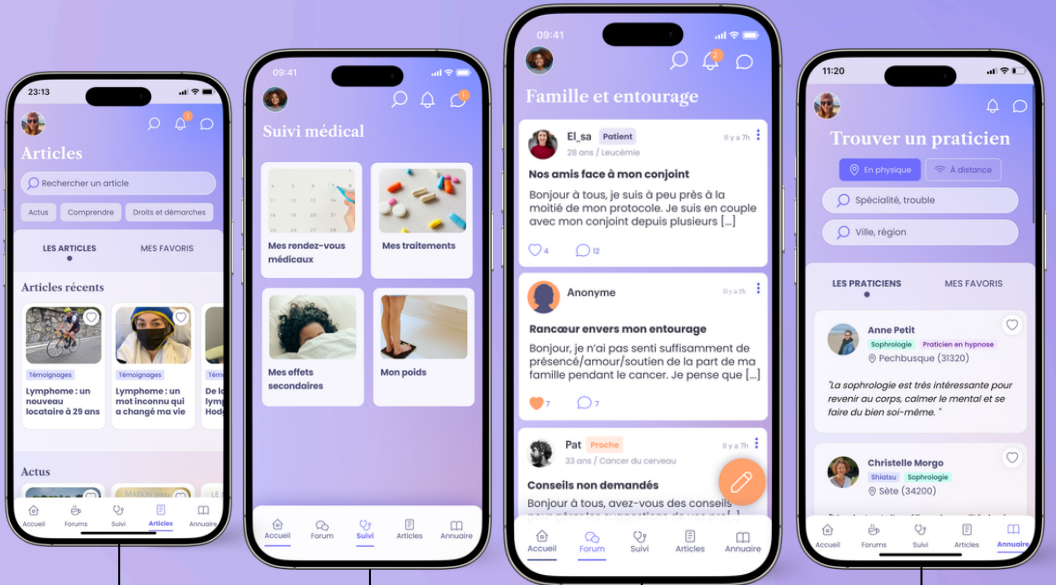 23:13
Articles
Rechercher un article
Actus
Comprendre
Droits et démarches
LES ARTICLES
MES FAVORIS
Articles récents
Témoignages
Lymphome : un
nouveau
locataire à 29 ans
Témoignages
Lymphome : un
mot inconnu qui
a changé ma vie
Actus
Accueil
Forums
Suivi
Articles
Annuaire
09:41
Suivi médical
Mes rendez-vous
médicaux
Mes traitements
Mes effets
secondaires
Mon poids
Accueil
Forum
Suivi
Articles
Annuaire
09:41
2
Famille et entourage
El_sa Patient
Il y a 7h
28 ans / Leucémie
Nos amis face à mon conjoint
Bonjour à tous, je suis à peu près à la
moitié de mon protocole. Je suis en couple
avec mon conjoint depuis plusieurs [...]
4
12
Anonyme
Rancœur envers mon entourage
Bonjour, je n'ai pas senti suffisamment de
présencé/amour/soutien de la part de ma
famille pendant le cancer. Je pense que [...]
7
7
Pat Proche
Il y a 7h
33 ans / Cancer du cerveau
Conseils non demandés
Bonjour à tous, avez-vous des conseils
Accueil
Forum
Suivi
Articles
Annuaire
11:20
Trouver un praticien
En physique
À distance
Spécialité, trouble
Ville, région
LES PRATICIENS
MES FAVORIS
Anne Petit
Sophrologie
Praticien en hypnose
Pechbusque (31320)
"La sophrologie est très intéressante pour
revenir au corps, calmer le mental et se
faire du bien soi-même. "
Christelle Morgo
Shiatsu
Sophrologie
Sète (34200)
Accueil
Forums
Suivi
Articles
Annuaire